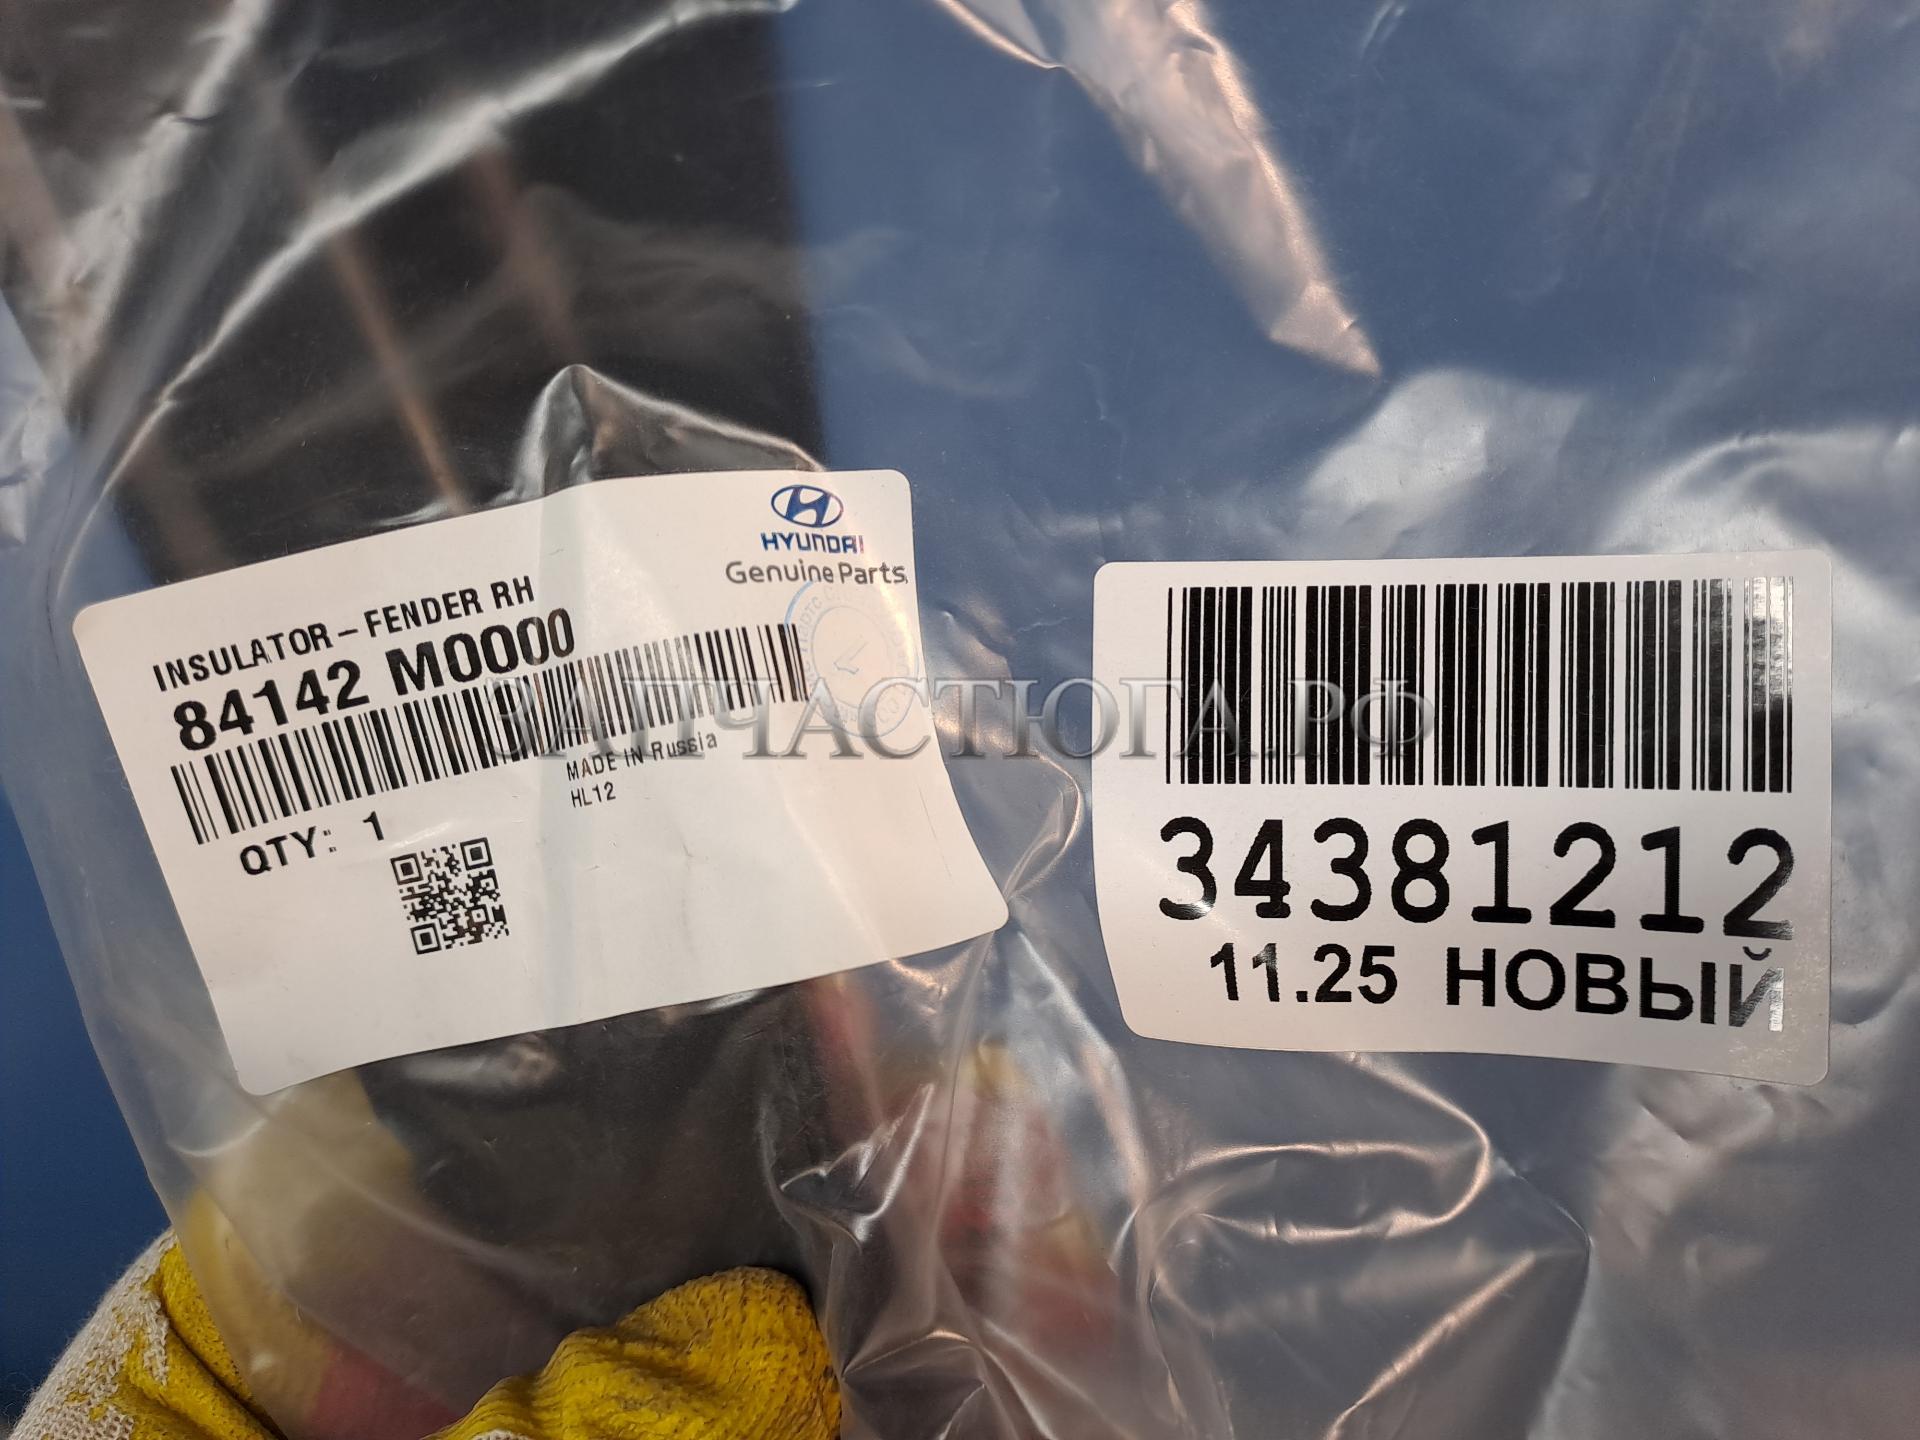 HYUNDAI
Genuine Parts
INSULATOR – FENDER RH
84142 M0000
MADE IN Russia
HL12
QTY: 1
ЗАПЧАСТЮГА.РФ
34381212
11.25 НОВЫЙ